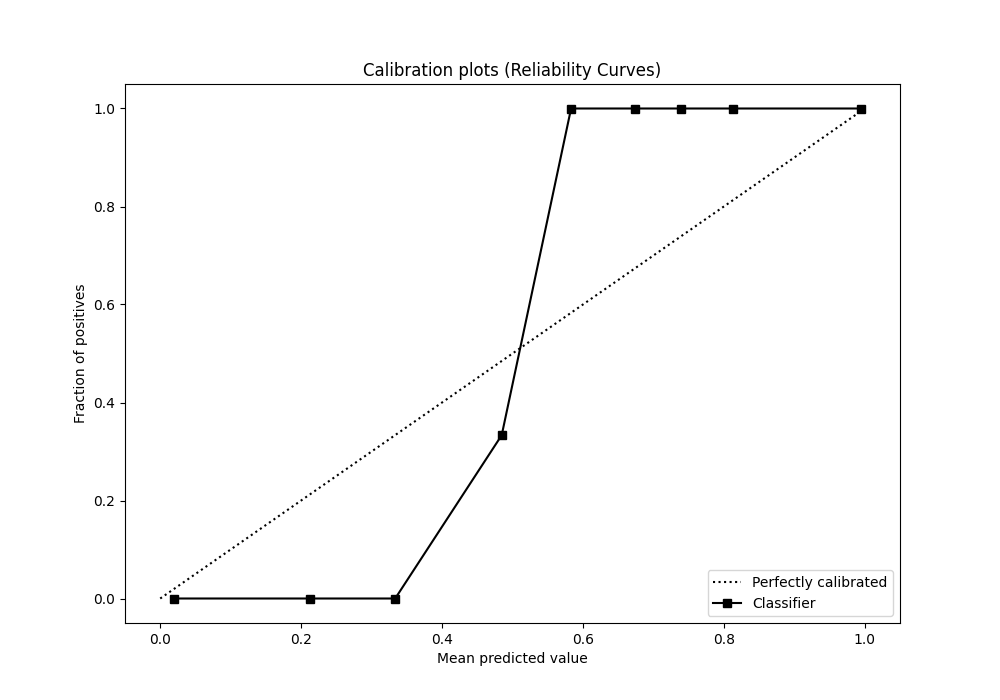 Calibration plots (Reliability Curves)
Fraction of positives
1.0
0.8
0.6
0.4
0.2
0.0
0.0 0.2 0.4 0.6 0.8 1.0
Mean predicted value
Perfectly calibrated
Classifier